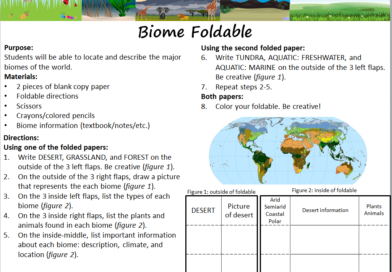 Biome Foldable
Purpose:
Students will be able to locate and describe the major
biomes of the world.
Materials:
• 2 pieces of blank copy paper
• Foldable directions
• Scissors
• Crayons/colored pencils
• Biome information (textbook/notes/etc.)
Directions:
Using one of the folded papers:
1. Write DESERT, GRASSLAND, and FOREST on the
outside of the 3 left flaps. Be creative (figure 1).
2. On the outside of the 3 right flaps, draw a picture
that represents the each biome (figure 1).
3. On the 3 inside left flaps, list the types of each
biome (figure 2).
4. On the 3 inside right flaps, list the plants and
animals found in each biome (figure 2).
5. On the inside-middle, list important information
about each biome: description, climate, and
location (figure 2).
Using the second folded paper:
6. Write TUNDRA, AQUATIC: FRESHWATER, and
AQUATIC: MARINE on the outside of the 3 left flaps.
Be creative (figure 1).
7. Repeat steps 2-5.
Both papers:
8. Color your foldable. Be creative!
Figure 1: outside of foldable
DESERT
Picture
of desert
Figure 2: inside of foldable
Arid
Semiarid
Coastal
Polar
Desert information
Plants
Animals